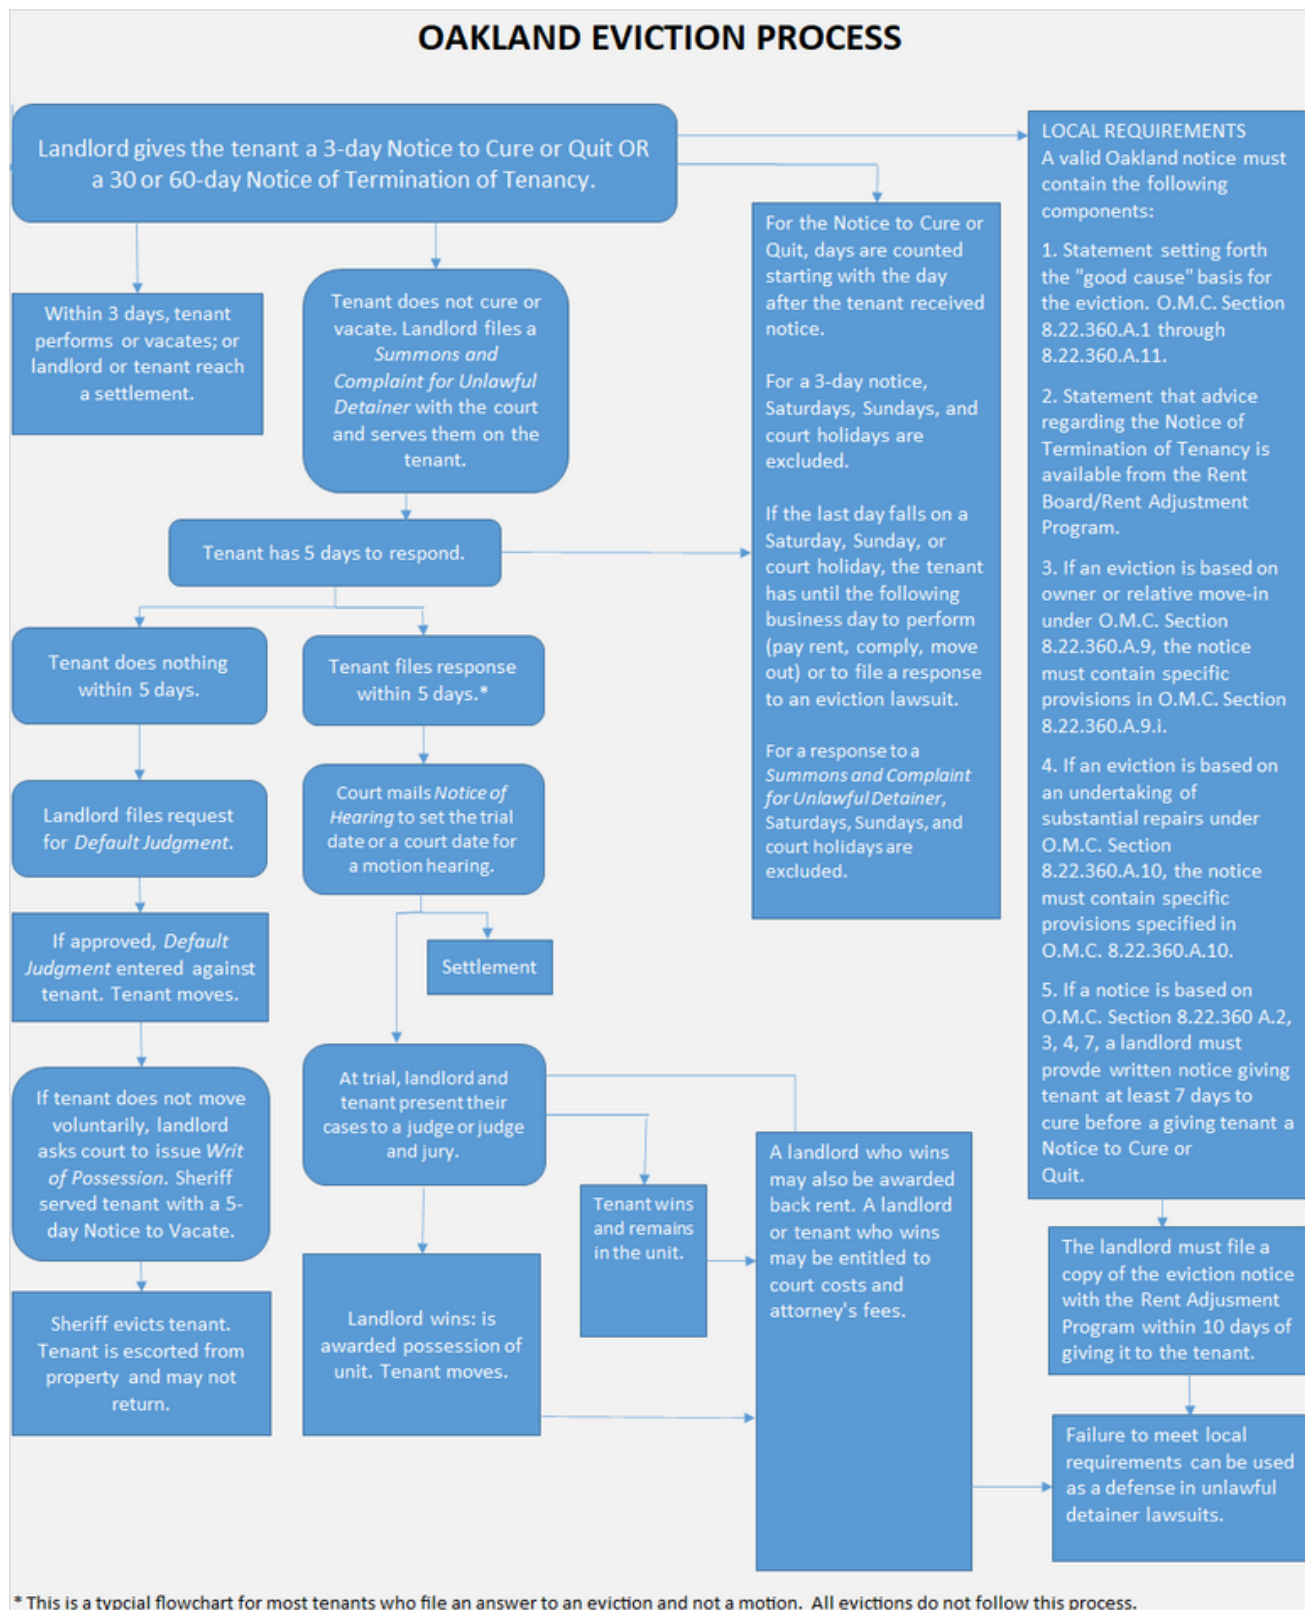 OAKLAND EVICTION PROCESS
Landlord gives the tenant a 3-day Notice to Cure or Quit OR
a 30 or 60-day Notice of Termination of Tenancy.
Within 3 days, tenant
performs or vacates; or
landlord or tenant reach
a settlement.
Tenant does not cure or
vacate. Landlord files a
Summons and
Complaint for Unlawful
Detainer with the court
and serves them on the
tenant.
Tenant has 5 days to respond.
Tenant does nothing
within 5 days.
Landlord files request
for Default Judgment.
If approved, Default
Judgment entered against
tenant. Tenant moves.
If tenant does not move
voluntarily, landlord
asks court to issue Writ
of Possession. Sheriff
served tenant with a 5-
day Notice to Vacate.
Sheriff evicts tenant.
Tenant is escorted from
property and may not
return.
Tenant files response
within 5 days.*
Court mails Notice of
Hearing to set the trial
date or a court date for
a motion hearing.
Settlement
At trial, landlord and
tenant present their
cases to a judge or judge
and jury.
Tenant wins
and remains
in the unit.
Landlord wins: is
awarded possession of
unit. Tenant moves.
A landlord who wins
may also be awarded
back rent. A landlord
or tenant who wins
may be entitled to
court costs and
attorney's fees.
For the Notice to Cure or
Quit, days are counted
starting with the day
after the tenant received
notice.
For a 3-day notice,
Saturdays, Sundays, and
court holidays are
excluded.
If the last day falls on a
Saturday, Sunday, or
court holiday, the tenant
has until the following
business day to perform
(pay rent, comply, move
out) or to file a response
to an eviction lawsuit.
For a response to a
Summons and Complaint
for Unlawful Detainer,
Saturdays, Sundays, and
court holidays are
excluded.
LOCAL REQUIREMENTS
A valid Oakland notice must
contain the following
components:
1. Statement setting forth
the "good cause" basis for
the eviction. O.M.C. Section
8.22.360.A.1 through
8.22.360.A.11.
2. Statement that advice
regarding the Notice of
Termination of Tenancy is
available from the Rent
Board/Rent Adjustment
Program.
3. If an eviction is based on
owner or relative move-in
under O.M.C. Section
8.22.360.A.9, the notice
must contain specific
provisions in O.M.C. Section
8.22.360.A.9.i.
4. If an eviction is based on
an undertaking of
substantial repairs under
O.M.C. Section
8.22.360.A.10, the notice
must contain specific
provisions specified in
O.M.C. 8.22.360.A.10.
5. If a notice is based on
O.M.C. Section 8.22.360 A.2,
3, 4, 7, a landlord must
provde written notice giving
tenant at least 7 days to
cure before a giving tenant a
Notice to Cure or
Quit.
The landlord must file a
copy of the eviction notice
with the Rent Adjusment
Program within 10 days of
giving it to the tenant.
Failure to meet local
requirements can be used
as a defense in unlawful
detainer lawsuits.
* This is a typcial flowchart for most tenants who file an answer to an eviction and not a motion. All evictions do not follow this process.